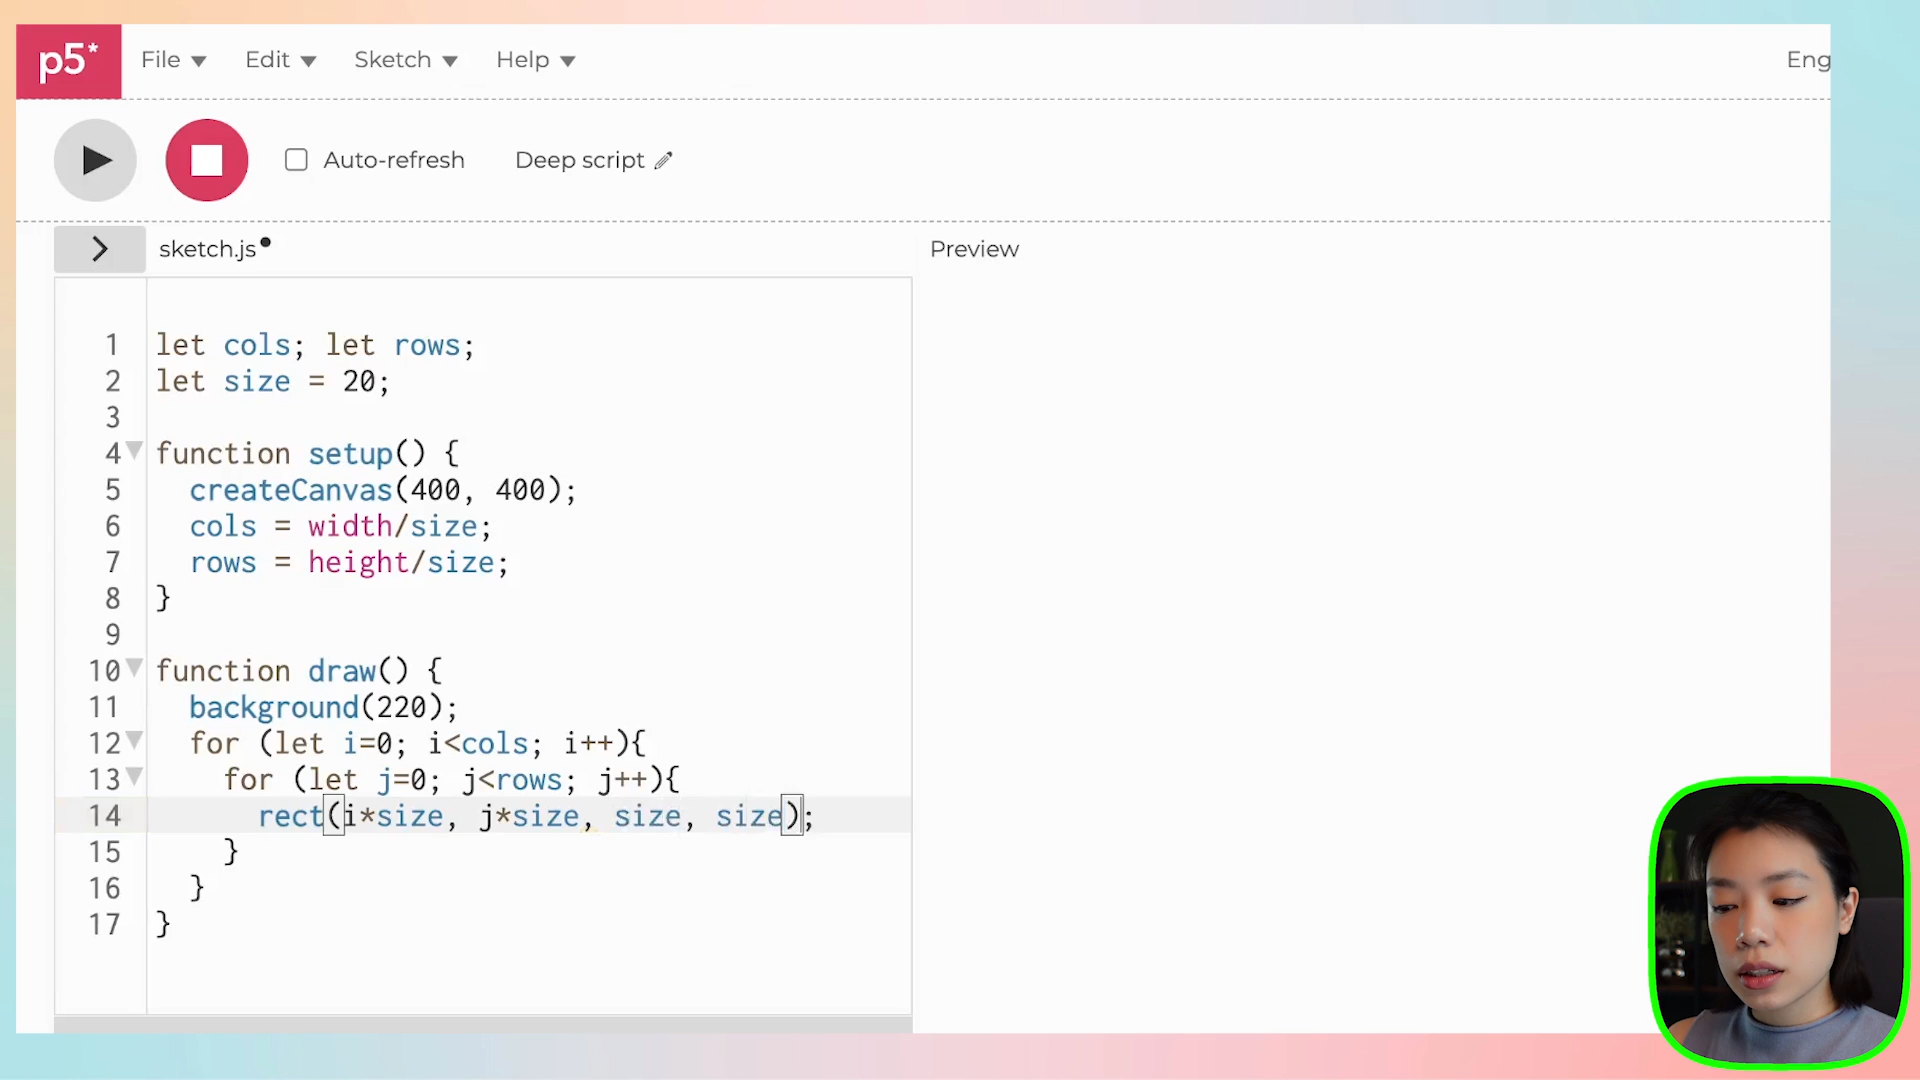 p5* File Edit Sketch Help Eng
Auto-refresh Deep script
sketch.js Preview
1 let cols; let rows;
2 let size = 20;
3
4 function setup() {
5 createCanvas(400, 400);
6 cols = width/size;
7 rows = height/size;
8 }
9
10 function draw() {
11 background(220);
12 for (let i=0; i<cols; i++){
13 for (let j=0; j<rows; j++){
14 rect(i*size, j*size, size, size);
15 }
16 }
17 }